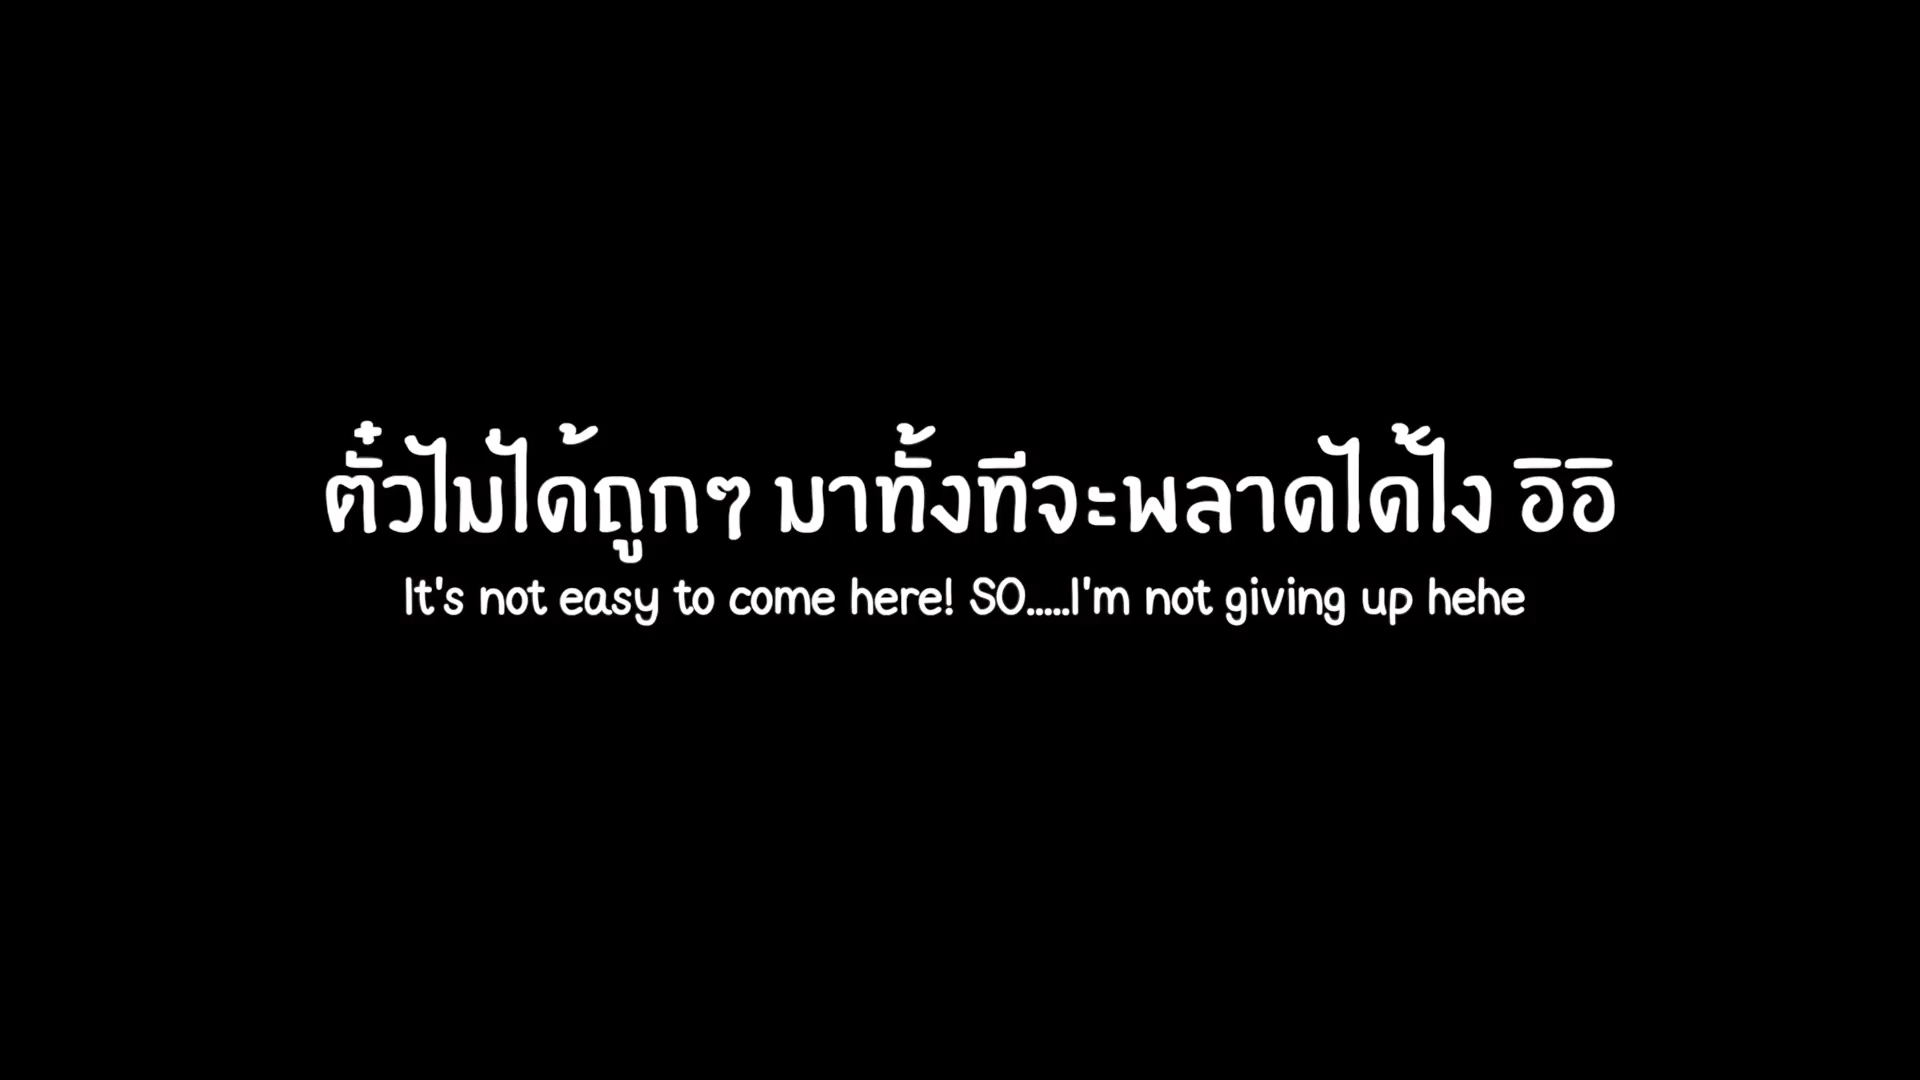 ตั๋วไม่ได้ถูกๆ มาทั้งทีจะพลาดได้ไง อิอิ
It's not easy to come here! SO.....I'm not giving up hehe